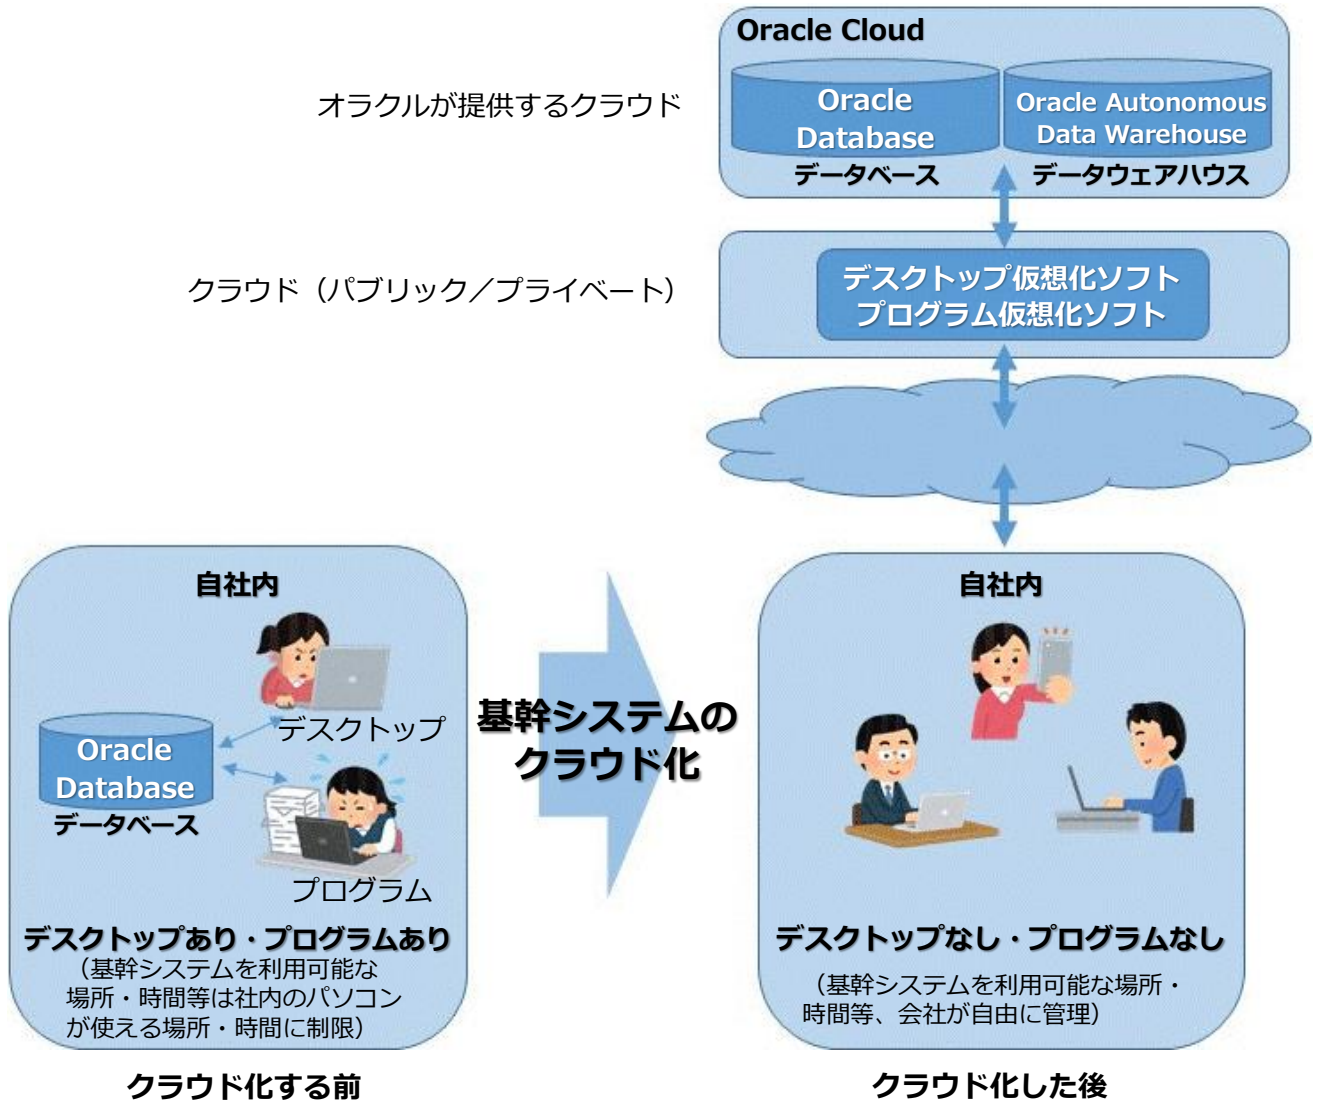 Oracle Cloud
オラクルが提供するクラウド
Oracle
Database
データベース
Oracle Autonomous
Data Warehouse
データウェアハウス
クラウド（パブリック／プライベート）
デスクトップ仮想化ソフト
プログラム仮想化ソフト
自社内
デスクトップ
Oracle
Database
データベース
プログラム
デスクトップあり・プログラムあり
（基幹システムを利用可能な
場所・時間等は社内のパソコン
が使える場所・時間に制限）
クラウド化する前
基幹システムの
クラウド化
自社内
デスクトップなし・プログラムなし
（基幹システムを利用可能な場所・
時間等、会社が自由に管理）
クラウド化した後